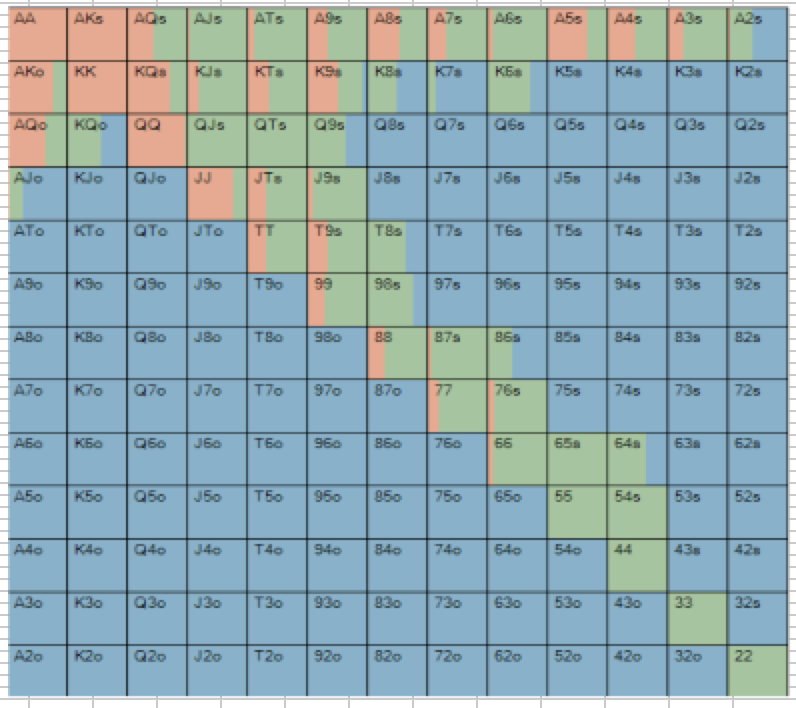 AA AKs AQs AJs ATs A9s A8s A7s A6s A5s A4s A3s A2s
AKo KK KQs KJs KTs K9s K8s K7s K6s K5s K4s K3s K2s
AQo KQo QQ QJs QTs Q9s Q8s Q7s Q6s Q5s Q4s Q3s Q2s
AJo KJo QJo JJ JTs J9s J8s J7s J6s J5s J4s J3s J2s
ATo KTo QTo JTo TT T9s T8s T7s T6s T5s T4s T3s T2s
A9o K9o Q9o J9o T9o 99 98s 97s 96s 95s 94s 93s 92s
A8o K8o Q8o J8o T8o 98o 88 87s 86s 85s 84s 83s 82s
A7o K7o Q7o J7o T7o 97o 87o 77 76s 75s 74s 73s 72s
A6o K6o Q6o J6o T6o 96o 86o 76o 66 65s 64s 63s 62s
A5o K5o Q5o J5o T5o 95o 85o 75o 65o 55 54s 53s 52s
A4o K4o Q4o J4o T4o 94o 84o 74o 64o 54o 44 43s 42s
A3o K3o Q3o J3o T3o 93o 83o 73o 63o 53o 43o 33 32s
A2o K2o Q2o J2o T2o 92o 82o 72o 62o 52o 42o 32o 22